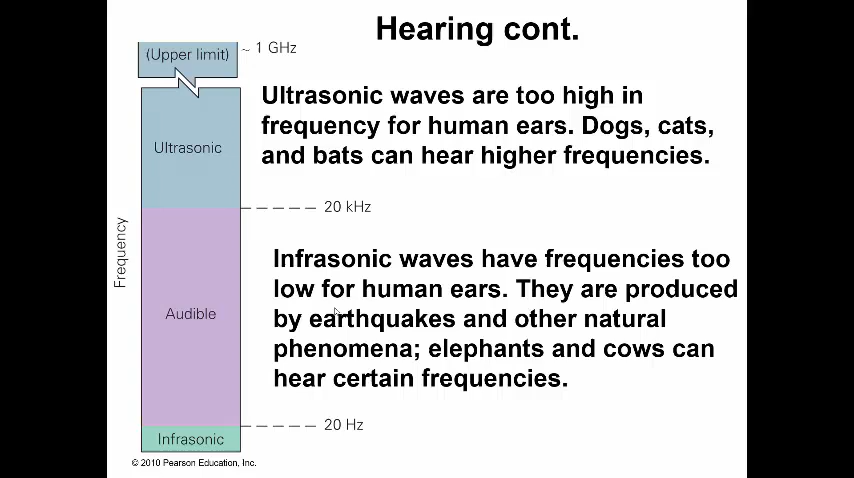 Hearing cont.
(Upper limit)
~ 1 GHz
Ultrasonic waves are too high in
frequency for human ears. Dogs, cats,
and bats can hear higher frequencies.
Ultrasonic
20 kHz
Frequency
Infrasonic waves have frequencies too
low for human ears. They are produced
by earthquakes and other natural
phenomena; elephants and cows can
hear certain frequencies.
Audible
20 Hz
Infrasonic
© 2010 Pearson Education, Inc.